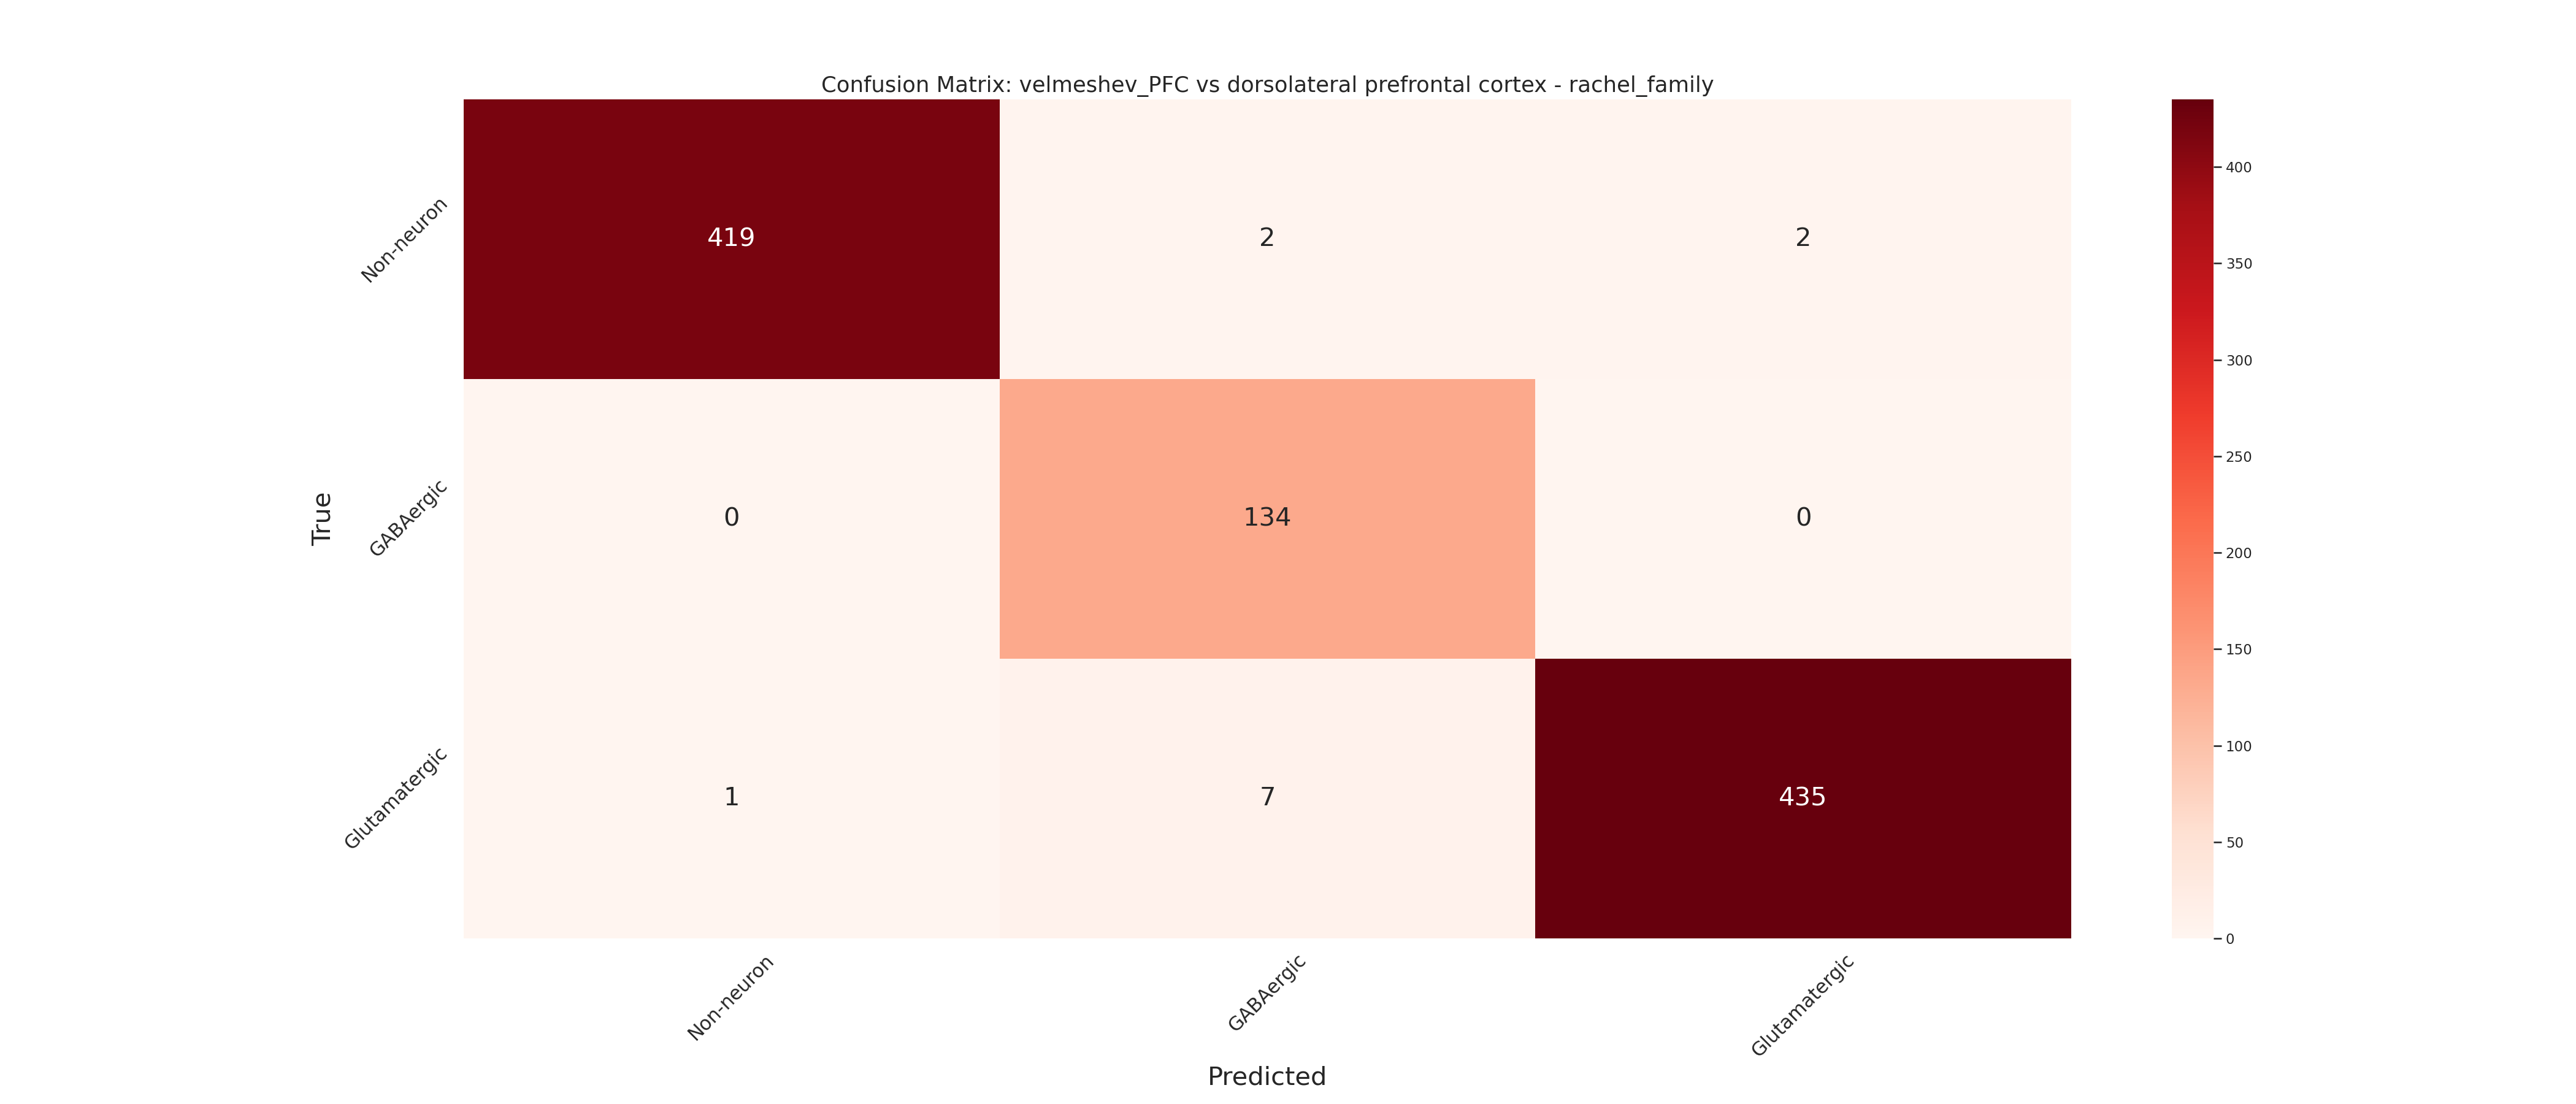 Confusion Matrix: velmeshev_PFC vs dorsolateral prefrontal cortex - rachel_family
True
Non-neuron
419
2
2
GABAergic
0
134
0
Glutamatergic
1
7
435
Non-neuron
GABAergic
Glutamatergic
Predicted
400
350
300
250
200
150
100
50
0